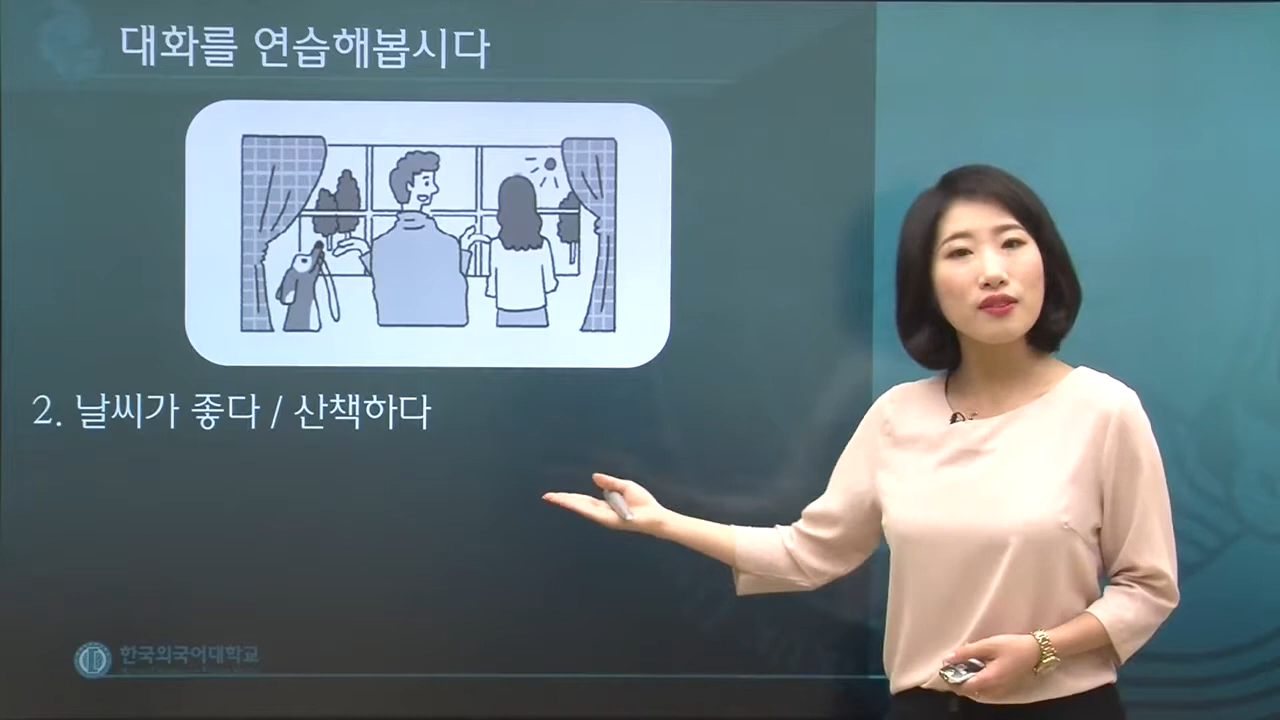 대화를 연습해봅시다
2. 날씨가 좋다 / 산책하다
한국외국어대학교